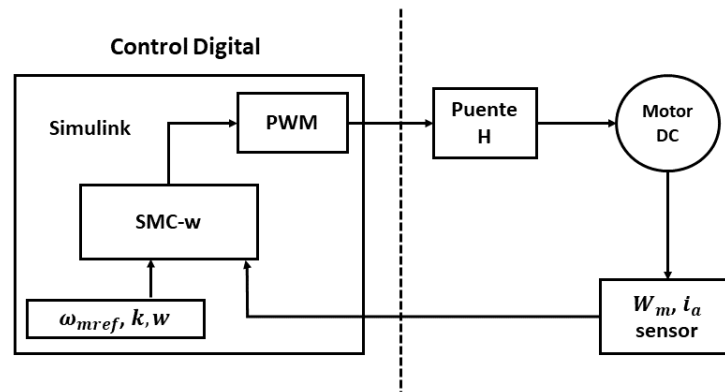 Control Digital
Simulink
PWM
SMC-w
ω_mref, k, w
Puente
H
Motor
DC
W_m, i_a
sensor